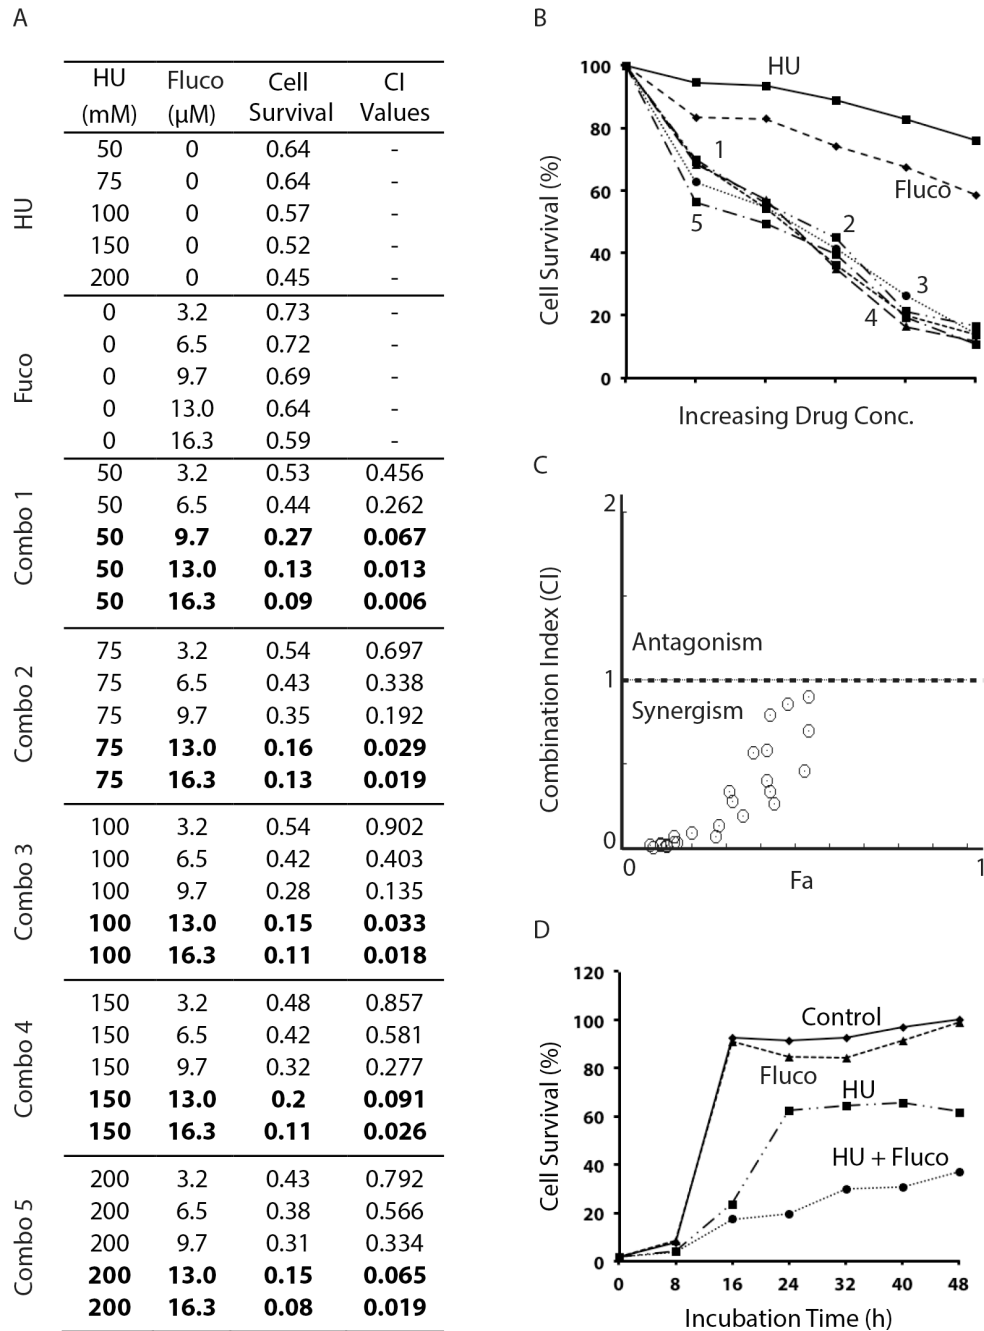 A
HU Fluco Cell CI
(mM) (µM) Survival Values
HU
50 0 0.64 -
75 0 0.64 -
100 0 0.57 -
150 0 0.52 -
200 0 0.45 -
Fuco
0 3.2 0.73 -
0 6.5 0.72 -
0 9.7 0.69 -
0 13.0 0.64 -
0 16.3 0.59 -
Combo 1
50 3.2 0.53 0.456
50 6.5 0.44 0.262
50 9.7 0.27 0.067
50 13.0 0.13 0.013
50 16.3 0.09 0.006
Combo 2
75 3.2 0.54 0.697
75 6.5 0.43 0.338
75 9.7 0.35 0.192
75 13.0 0.16 0.029
75 16.3 0.13 0.019
Combo 3
100 3.2 0.54 0.902
100 6.5 0.42 0.403
100 9.7 0.28 0.135
100 13.0 0.15 0.033
100 16.3 0.11 0.018
Combo 4
150 3.2 0.48 0.857
150 6.5 0.42 0.581
150 9.7 0.32 0.277
150 13.0 0.2 0.091
150 16.3 0.11 0.026
Combo 5
200 3.2 0.43 0.792
200 6.5 0.38 0.566
200 9.7 0.31 0.334
200 13.0 0.15 0.065
200 16.3 0.08 0.019
B
Cell Survival (%)
100
80
60
40
20
0
HU
Fluco
1
5
2
3
4
Increasing Drug Conc.
C
Combination Index (CI)
2
1
0
Antagonism
Synergism
0 1
Fa
D
Cell Survival (%)
120
100
80
60
40
20
0
Control
Fluco
HU
HU + Fluco
0 8 16 24 32 40 48
Incubation Time (h)